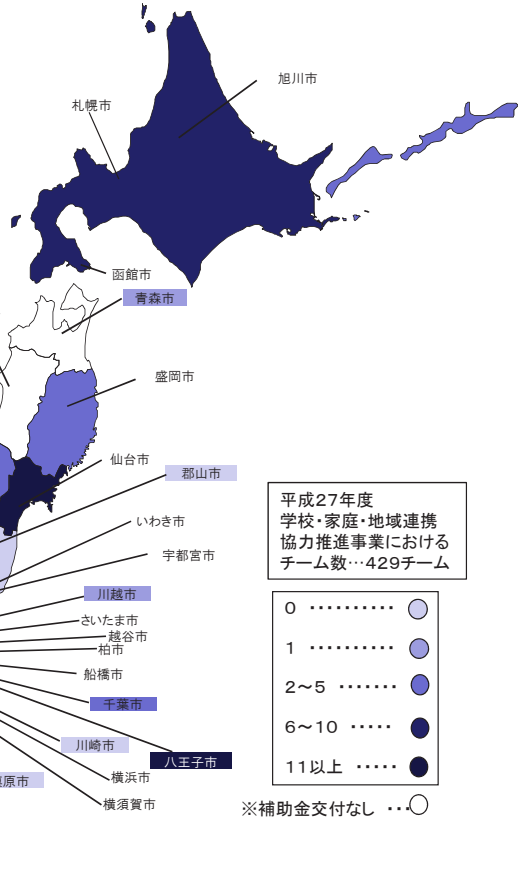 旭川市
札幌市
函館市
青森市
盛岡市
仙台市
郡山市
いわき市
宇都宮市
川越市
さいたま市
越谷市
柏市
船橋市
千葉市
川崎市
八王子市
横浜市
原市
横須賀市
平成27年度
学校・家庭・地域連携
協力推進事業における
チーム数…429チーム
0 ··········
1 ··········
2～5 ·······
6～10 ·····
11以上 ·····
※補助金交付なし ···